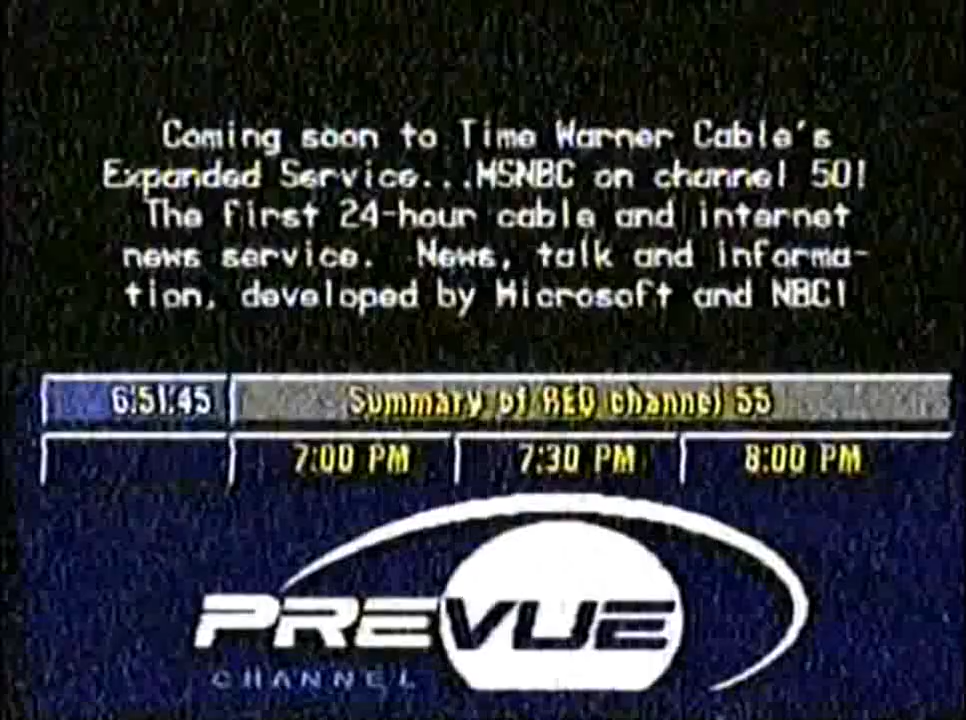 Coming soon to Time Warner Cable's
Expanded Service...MSNBC on channel 50!
The first 24-hour cable and internet
news service.  News, talk and informa-
tion, developed by Microsoft and NBC!
6:51:45 Summary of REQ channel 55
7:00 PM 7:30 PM 8:00 PM
PREVUE
CHANNEL